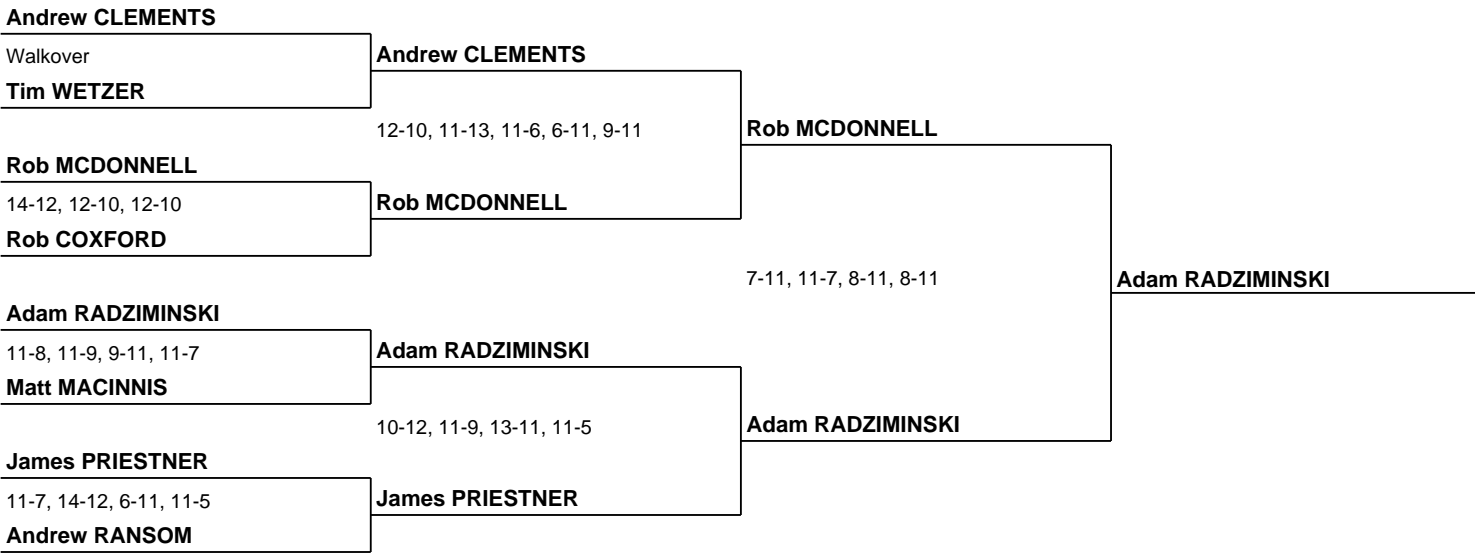 Andrew CLEMENTS
Walkover
Andrew CLEMENTS
Tim WETZER
12-10, 11-13, 11-6, 6-11, 9-11
Rob MCDONNELL
Rob MCDONNELL
14-12, 12-10, 12-10
Rob MCDONNELL
Rob COXFORD
7-11, 11-7, 8-11, 8-11
Adam RADZIMINSKI
Adam RADZIMINSKI
11-8, 11-9, 9-11, 11-7
Adam RADZIMINSKI
Matt MACINNIS
10-12, 11-9, 13-11, 11-5
Adam RADZIMINSKI
James PRIESTNER
11-7, 14-12, 6-11, 11-5
James PRIESTNER
Andrew RANSOM